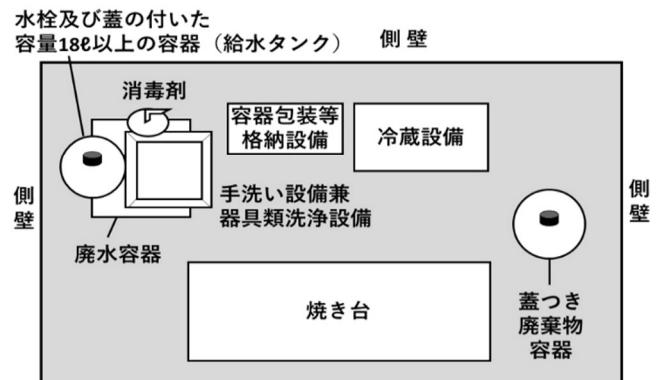 水栓及び蓋の付いた
容量18ℓ以上の容器（給水タンク）
側壁
消毒剤
容器包装等
格納設備
冷蔵設備
側壁
手洗い設備兼
器具類洗浄設備
側壁
廃水容器
焼き台
蓋つき
廃棄物
容器